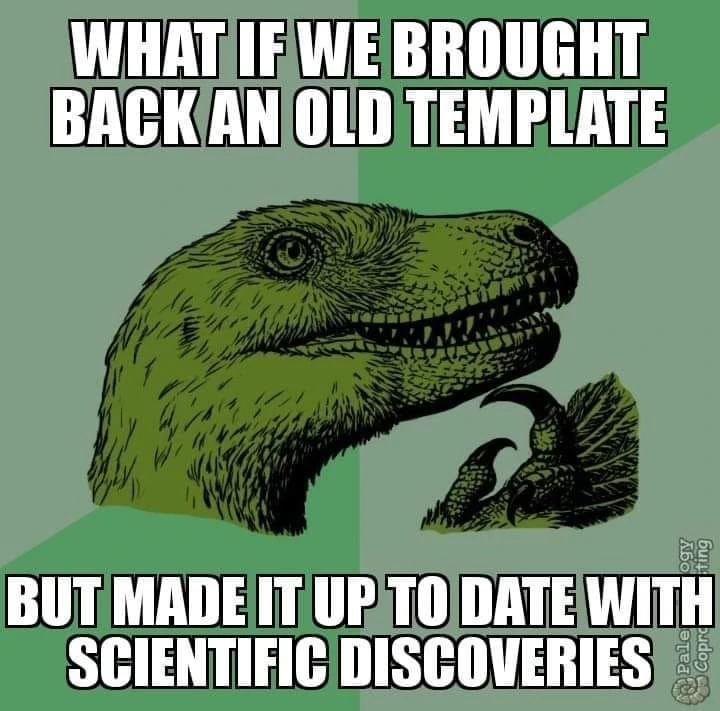 WHAT IF WE BROUGHT
BACK AN OLD TEMPLATE
BUT MADE IT UP TO DATE WITH
SCIENTIFIC DISCOVERIES